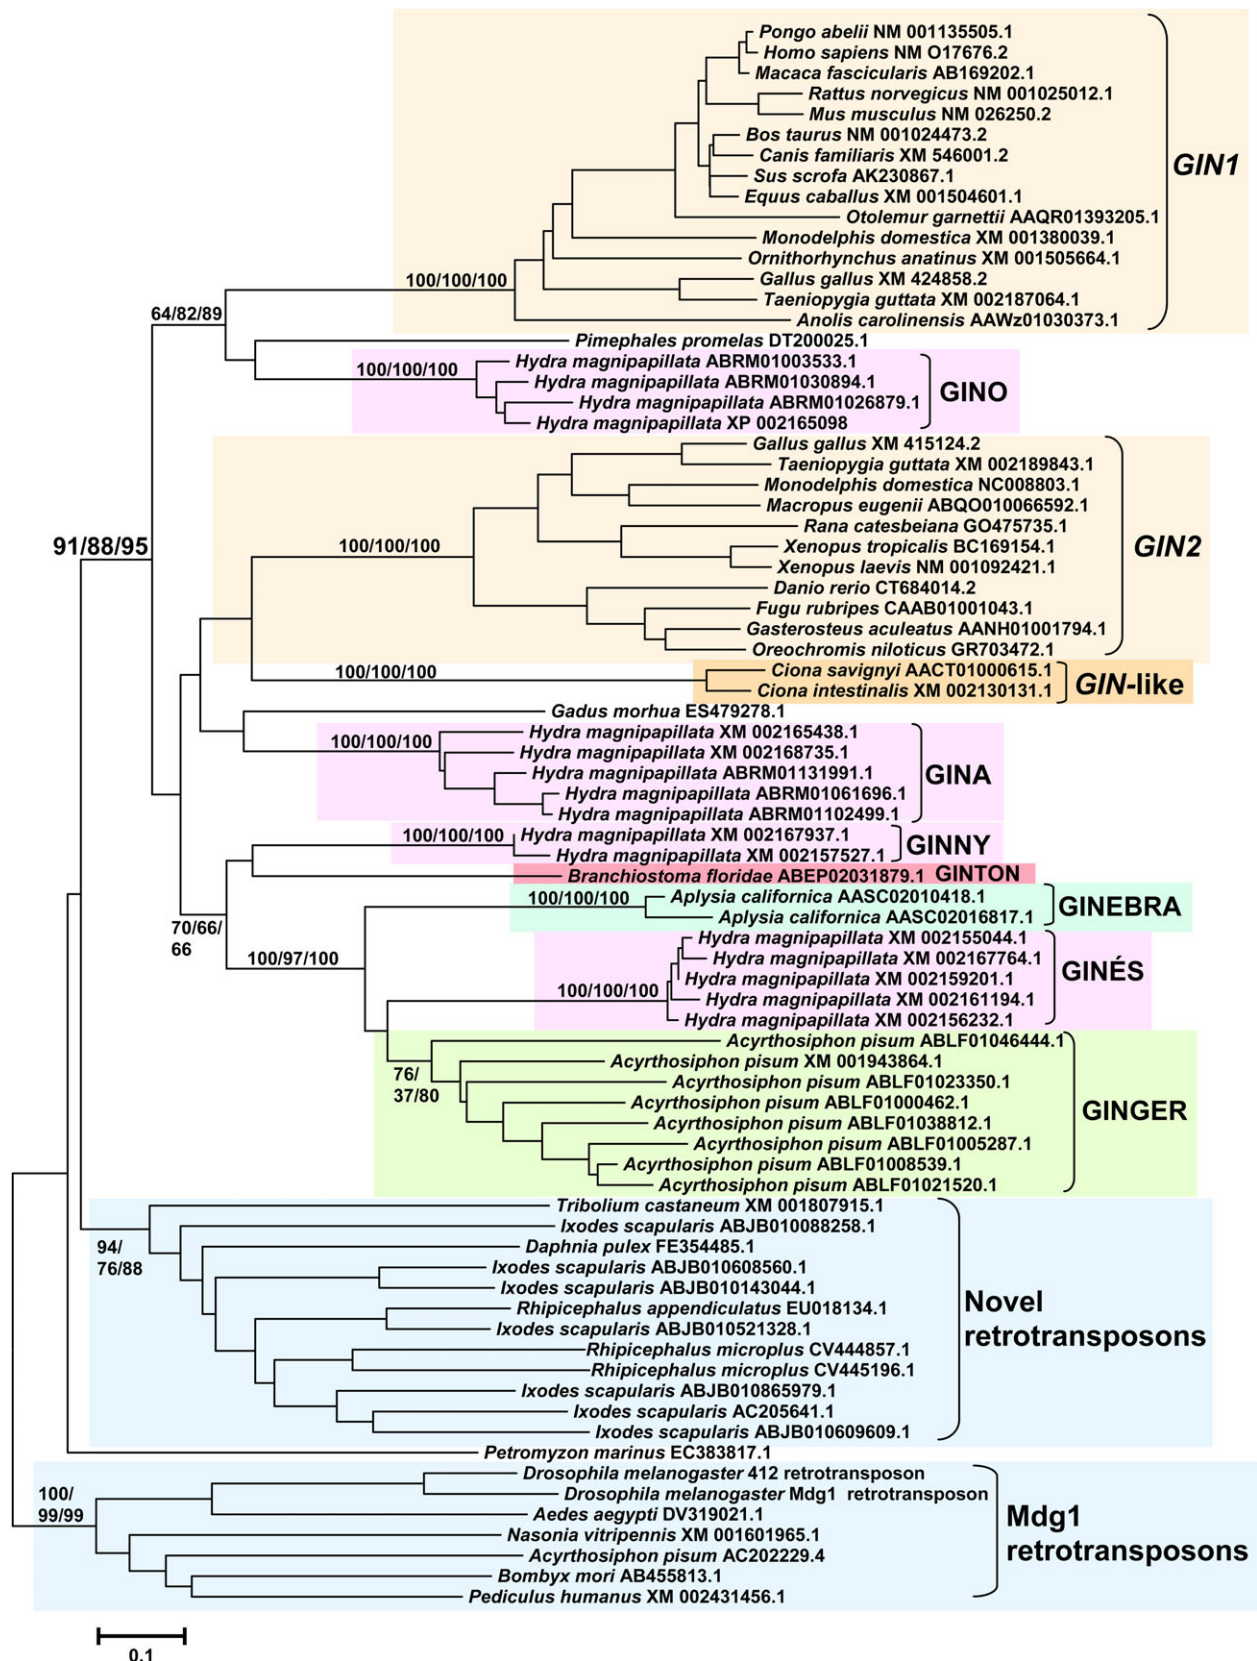 Pongo abelii NM 001135505.1
Homo sapiens NM O17676.2
Macaca fascicularis AB169202.1
Rattus norvegicus NM 001025012.1
Mus musculus NM 026250.2
Bos taurus NM 001024473.2
Canis familiaris XM 546001.2
Sus scrofa AK230867.1
Equus caballus XM 001504601.1
Otolemur garnettii AAQR01393205.1
Monodelphis domestica XM 001380039.1
Ornithorhynchus anatinus XM 001505664.1
Gallus gallus XM 424858.2
Taeniopygia guttata XM 002187064.1
Anolis carolinensis AAWz01030373.1
GIN1
100/100/100
64/82/89
Pimephales promelas DT200025.1
Hydra magnipapillata ABRM01003533.1
Hydra magnipapillata ABRM01030894.1
Hydra magnipapillata ABRM01026879.1
Hydra magnipapillata XP 002165098
GINO
100/100/100
Gallus gallus XM 415124.2
Taeniopygia guttata XM 002189843.1
Monodelphis domestica NC008803.1
Macropus eugenii ABQO010066592.1
Rana catesbeiana GO475735.1
Xenopus tropicalis BC169154.1
Xenopus laevis NM 001092421.1
Danio rerio CT684014.2
Fugu rubripes CAAB01001043.1
Gasterosteus aculeatus AANH01001794.1
Oreochromis niloticus GR703472.1
GIN2
100/100/100
91/88/95
Ciona savignyi AACT01000615.1
Ciona intestinalis XM 002130131.1
GIN-like
100/100/100
Gadus morhua ES479278.1
Hydra magnipapillata XM 002165438.1
Hydra magnipapillata XM 002168735.1
Hydra magnipapillata ABRM01131991.1
Hydra magnipapillata ABRM01061696.1
Hydra magnipapillata ABRM01102499.1
GINA
100/100/100
Hydra magnipapillata XM 002167937.1
Hydra magnipapillata XM 002157527.1
GINNY
100/100/100
Branchiostoma floridae ABEP02031879.1 GINTON
Aplysia californica AASC02010418.1
Aplysia californica AASC02016817.1
GINEBRA
100/100/100
70/66/
66
100/97/100
Hydra magnipapillata XM 002155044.1
Hydra magnipapillata XM 002167764.1
Hydra magnipapillata XM 002159201.1
Hydra magnipapillata XM 002161194.1
Hydra magnipapillata XM 002156232.1
GINÉS
100/100/100
Acyrthosiphon pisum ABLF01046444.1
Acyrthosiphon pisum XM 001943864.1
Acyrthosiphon pisum ABLF01023350.1
Acyrthosiphon pisum ABLF01000462.1
Acyrthosiphon pisum ABLF01038812.1
Acyrthosiphon pisum ABLF01005287.1
Acyrthosiphon pisum ABLF01008539.1
Acyrthosiphon pisum ABLF01021520.1
GINGER
76/
37/80
Tribolium castaneum XM 001807915.1
Ixodes scapularis ABJB010088258.1
Daphnia pulex FE354485.1
Ixodes scapularis ABJB010608560.1
Ixodes scapularis ABJB010143044.1
Rhipicephalus appendiculatus EU018134.1
Ixodes scapularis ABJB010521328.1
Rhipicephalus microplus CV444857.1
Rhipicephalus microplus CV445196.1
Ixodes scapularis ABJB010865979.1
Ixodes scapularis AC205641.1
Ixodes scapularis ABJB010609609.1
Novel
retrotransposons
94/
76/88
Petromyzon marinus EC383817.1
Drosophila melanogaster 412 retrotransposon
Drosophila melanogaster Mdg1 retrotransposon
Aedes aegypti DV319021.1
Nasonia vitripennis XM 001601965.1
Acyrthosiphon pisum AC202229.4
Bombyx mori AB455813.1
Pediculus humanus XM 002431456.1
Mdg1
retrotransposons
100/
99/99
0.1